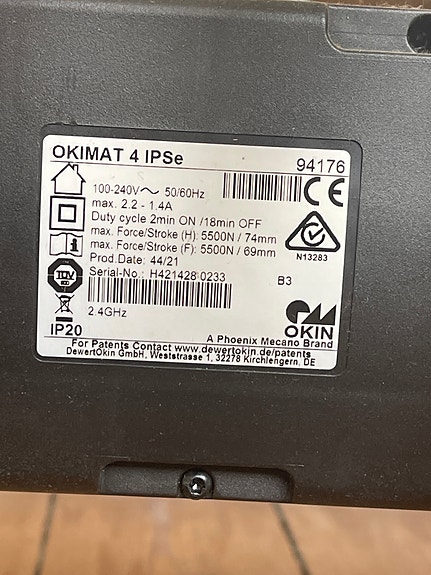 OKIMAT 4 IPSe
94176
100-240V~ 50/60Hz
max. 2.2 - 1.4A
Duty cycle 2min ON /18min OFF
max. Force/Stroke (H): 5500N / 74mm
max. Force/Stroke (F): 5500N / 69mm
Prod.Date: 44/21
Serial-No.: H421428 0233
CE
N13283
B3
2.4GHz
IP20
OKIN
A Phoenix Mecano Brand
For Patents Contact www.dewertokin.de/patents
DewertOkin GmbH, Weststrasse 1, 32278 Kirchlengern, DE